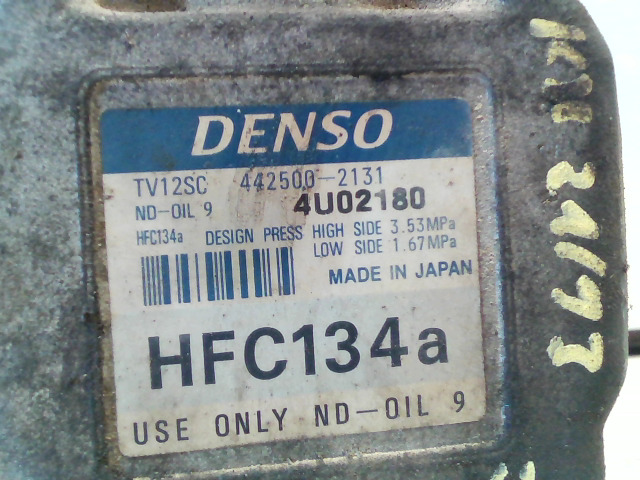 DENSO
TV12SC 442500-2131
ND-OIL 9 4U02180
HFC134a DESIGN PRESS HIGH SIDE 3.53MPa
LOW SIDE 1.67MPa
MADE IN JAPAN
HFC134a
USE ONLY ND-OIL 9